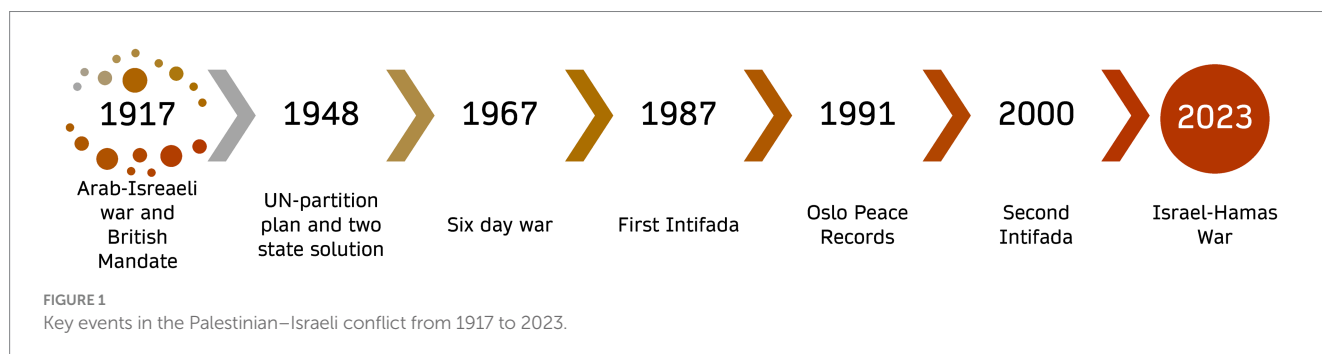 1917
Arab-Isreaeli
war and
British
Mandate
1948
UN-partition
plan and two
state solution
1967
Six day war
1987
First Intifada
1991
Oslo Peace
Records
2000
Second
Intifada
2023
Israel-Hamas
War
FIGURE 1
Key events in the Palestinian–Israeli conflict from 1917 to 2023.